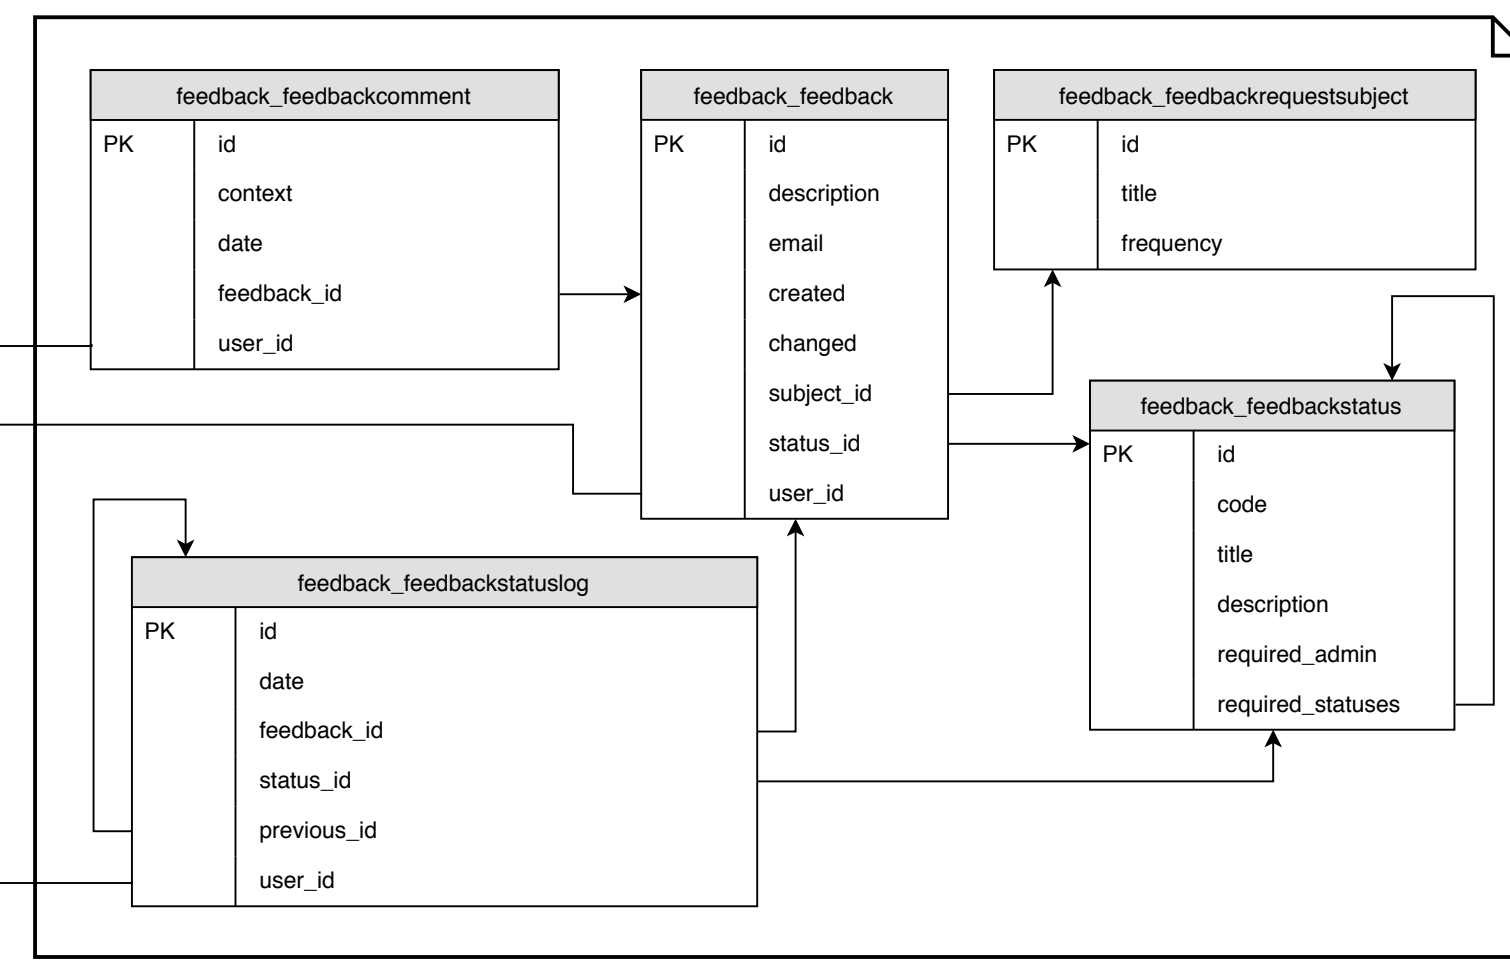 feedback_feedbackcomment
PK id
context
date
feedback_id
user_id
feedback_feedback
PK id
description
email
created
changed
subject_id
status_id
user_id
feedback_feedbackrequestsubject
PK id
title
frequency
feedback_feedbackstatus
PK id
code
title
description
required_admin
required_statuses
feedback_feedbackstatuslog
PK id
date
feedback_id
status_id
previous_id
user_id